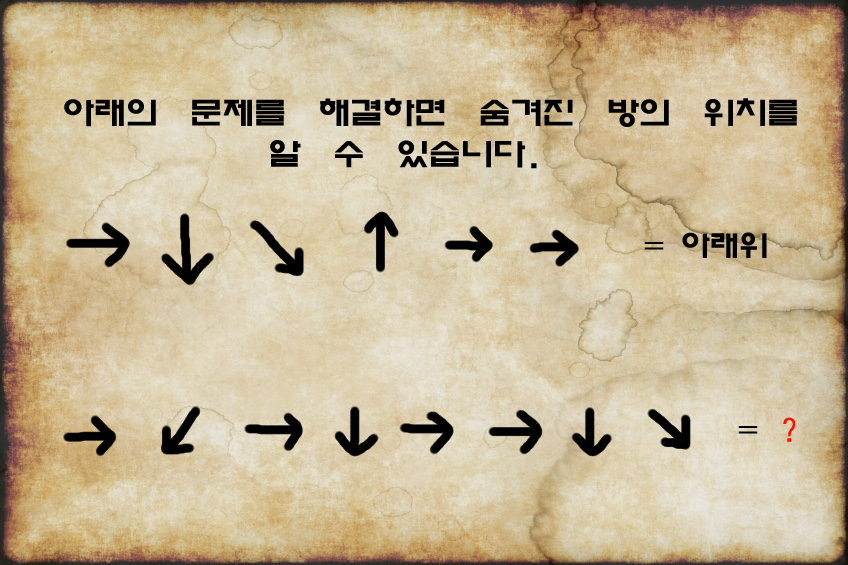 아래의 문제를 해결하면 숨겨진 방의 위치를
알 수 있습니다.
→ ↓ ↘ ↑ → → = 아래위
→ ↙ → ↓ → → ↓ ↘ = ?